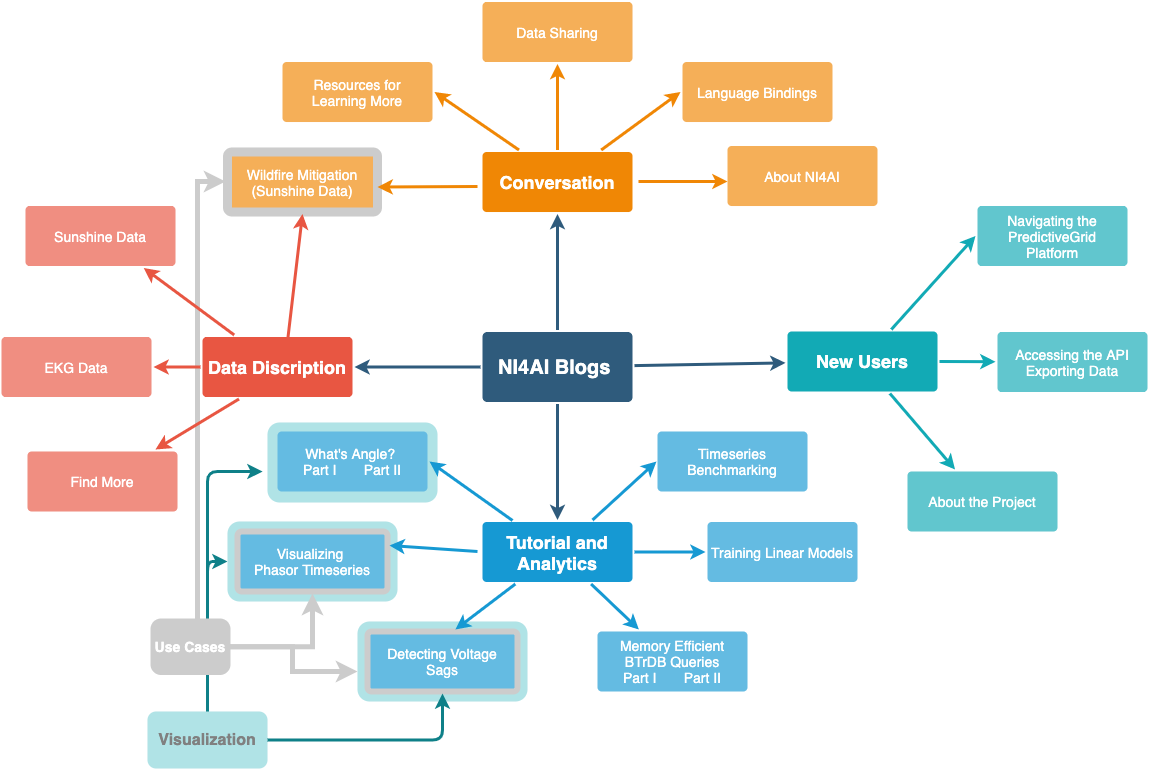 Data Sharing
Resources for
Learning More
Language Bindings
Wildfire Mitigation
(Sunshine Data)
Conversation
About NI4AI
Sunshine Data
Navigating the
PredictiveGrid
Platform
EKG Data
Data Discription
NI4AI Blogs
New Users
Accessing the API
Exporting Data
Find More
What's Angle?
Part I Part II
Timeseries
Benchmarking
About the Project
Visualizing
Phasor Timeseries
Tutorial and
Analytics
Training Linear Models
Use Cases
Detecting Voltage
Sags
Memory Efficient
BTrDB Queries
Part I Part II
Visualization